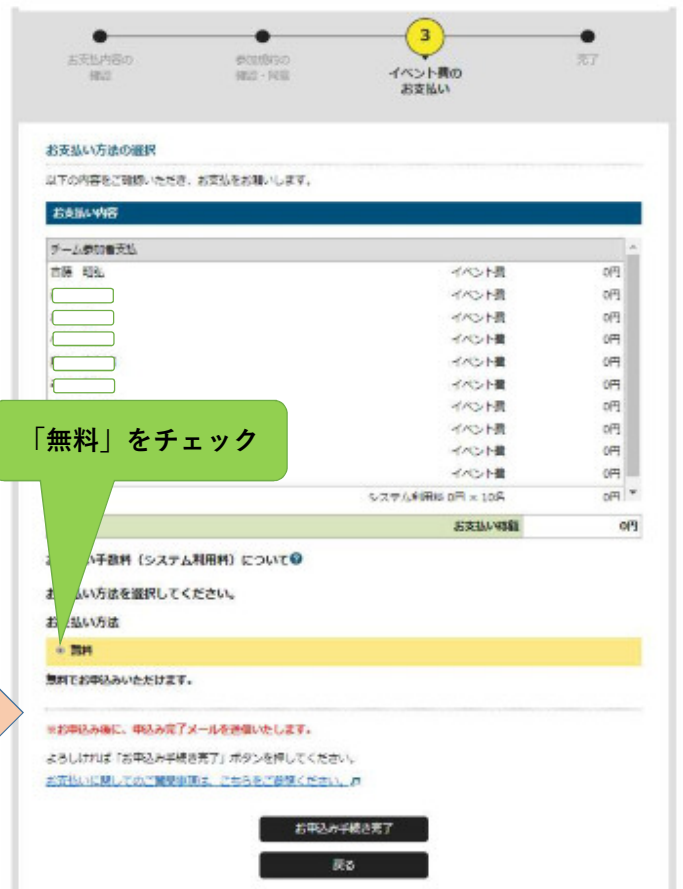 3
お支払内容の
確認
参加規約の
確認・同意
イベント費の
お支払い
完了
お支払い方法の選択
以下の内容をご確認いただき、お支払をお願いします。
お支払い内容
チーム参加者支払
イベント費 0円
イベント費 0円
イベント費 0円
イベント費 0円
イベント費 0円
イベント費 0円
イベント費 0円
イベント費 0円
イベント費 0円
イベント費 0円
システム利用料 0円 × 10名 0円
お支払い総額 0円
「無料」をチェック
い手数料（システム利用料）について
お支払い方法を選択してください。
お支払い方法
無料
無料でお申込みいただけます。
※お申込み後に、申込み完了メールを送信いたします。
よろしければ「お申込み手続き完了」ボタンを押してください。
お支払いに関してのご留意事項は、こちらをご参照ください。
お申込み手続き完了
戻る